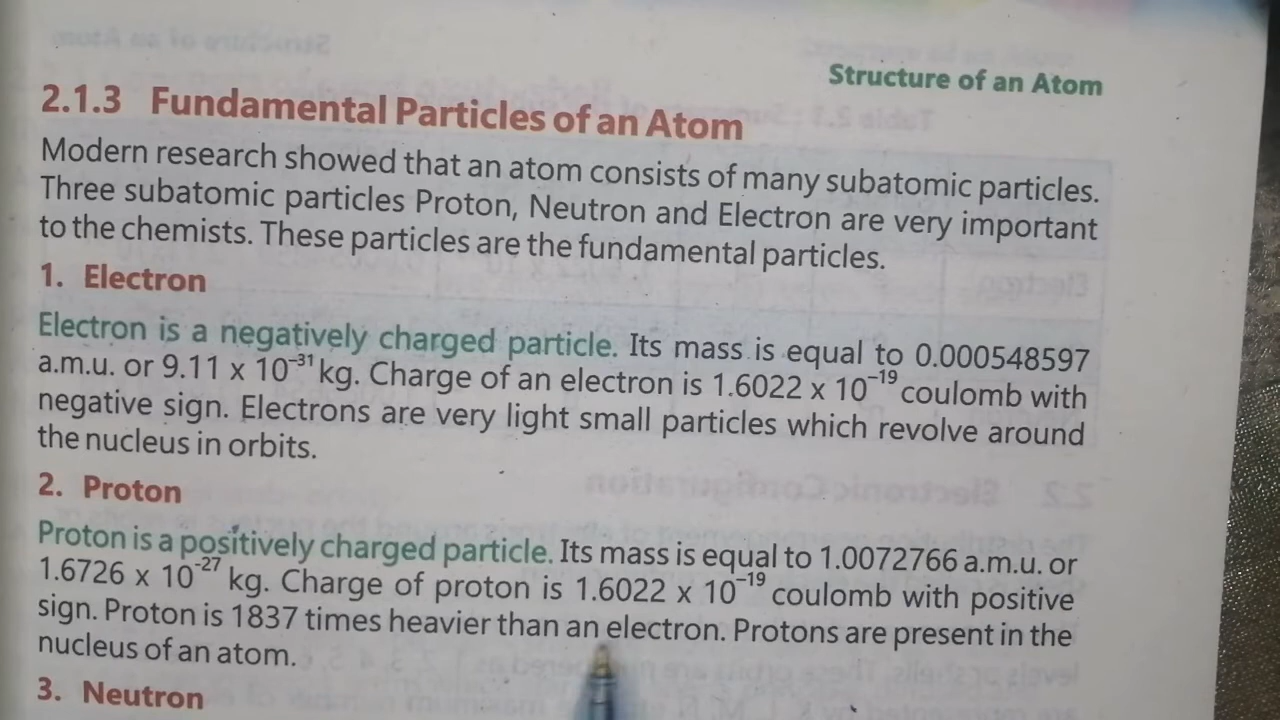 Structure of an Atom
2.1.3 Fundamental Particles of an Atom
Modern research showed that an atom consists of many subatomic particles.
Three subatomic particles Proton, Neutron and Electron are very important
to the chemists. These particles are the fundamental particles.
1. Electron
Electron is a negatively charged particle. Its mass is equal to 0.000548597
a.m.u. or 9.11 x 10⁻³¹ kg. Charge of an electron is 1.6022 x 10⁻¹⁹ coulomb with
negative sign. Electrons are very light small particles which revolve around
the nucleus in orbits.
2. Proton
Proton is a positively charged particle. Its mass is equal to 1.0072766 a.m.u. or
1.6726 x 10⁻²⁷ kg. Charge of proton is 1.6022 x 10⁻¹⁹ coulomb with positive
sign. Proton is 1837 times heavier than an electron. Protons are present in the
nucleus of an atom.
3. Neutron